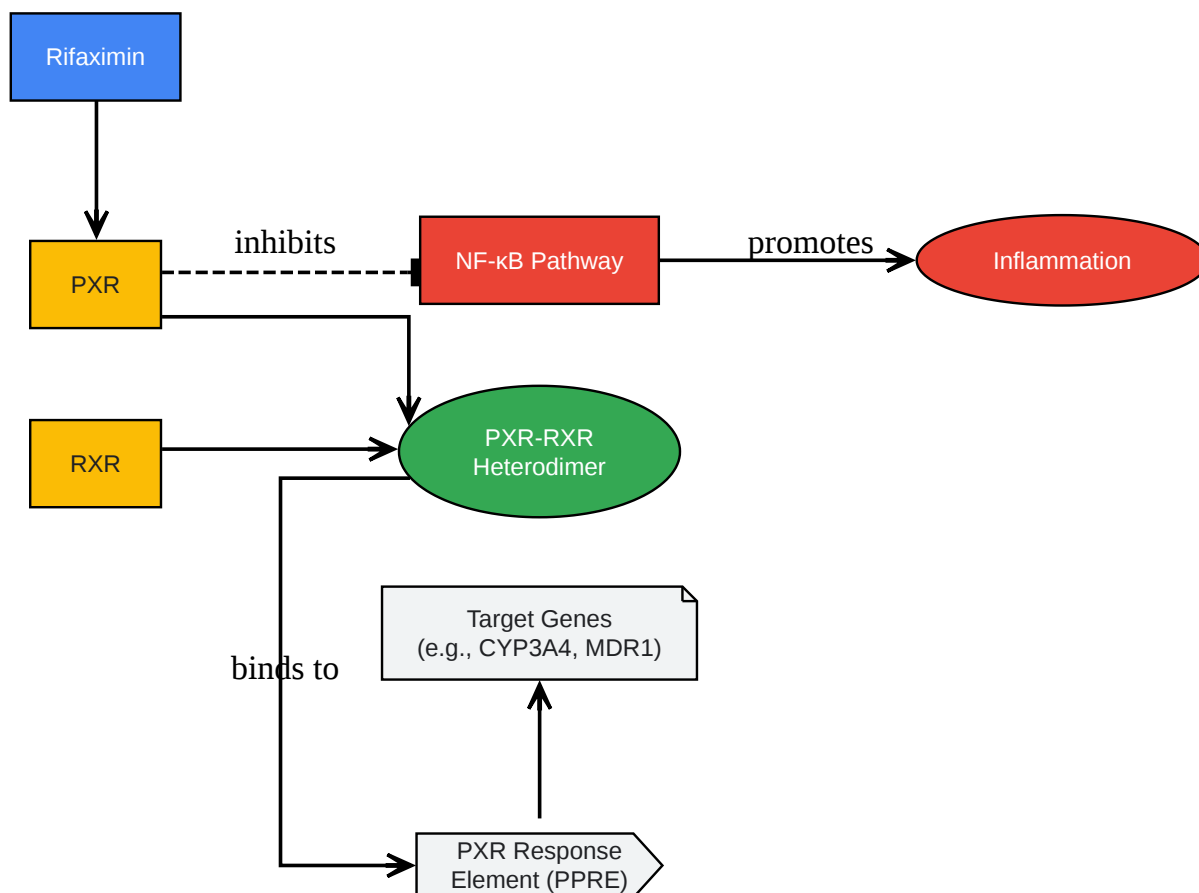 Rifaximin
inhibits
promotes
PXR
NF-κB Pathway
Inflammation
RXR
PXR-RXR
Heterodimer
Target Genes
(e.g., CYP3A4, MDR1)
binds to
PXR Response
Element (PPRE)